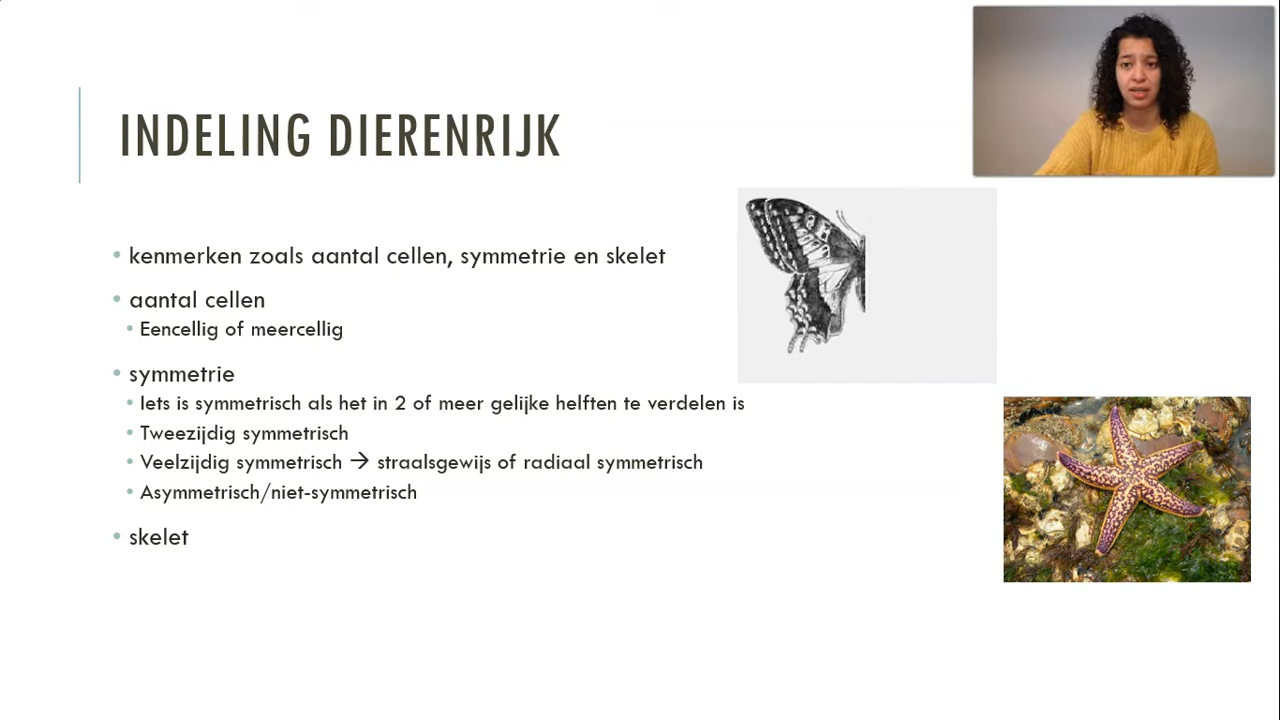 INDELING DIERENRIJK
• kenmerken zoals aantal cellen, symmetrie en skelet
• aantal cellen
• Eencellig of meercellig
• symmetrie
• Iets is symmetrisch als het in 2 of meer gelijke helften te verdelen is
• Tweezijdig symmetrisch
• Veelzijdig symmetrisch → straalsgewijs of radiaal symmetrisch
• Asymmetrisch/niet-symmetrisch
• skelet